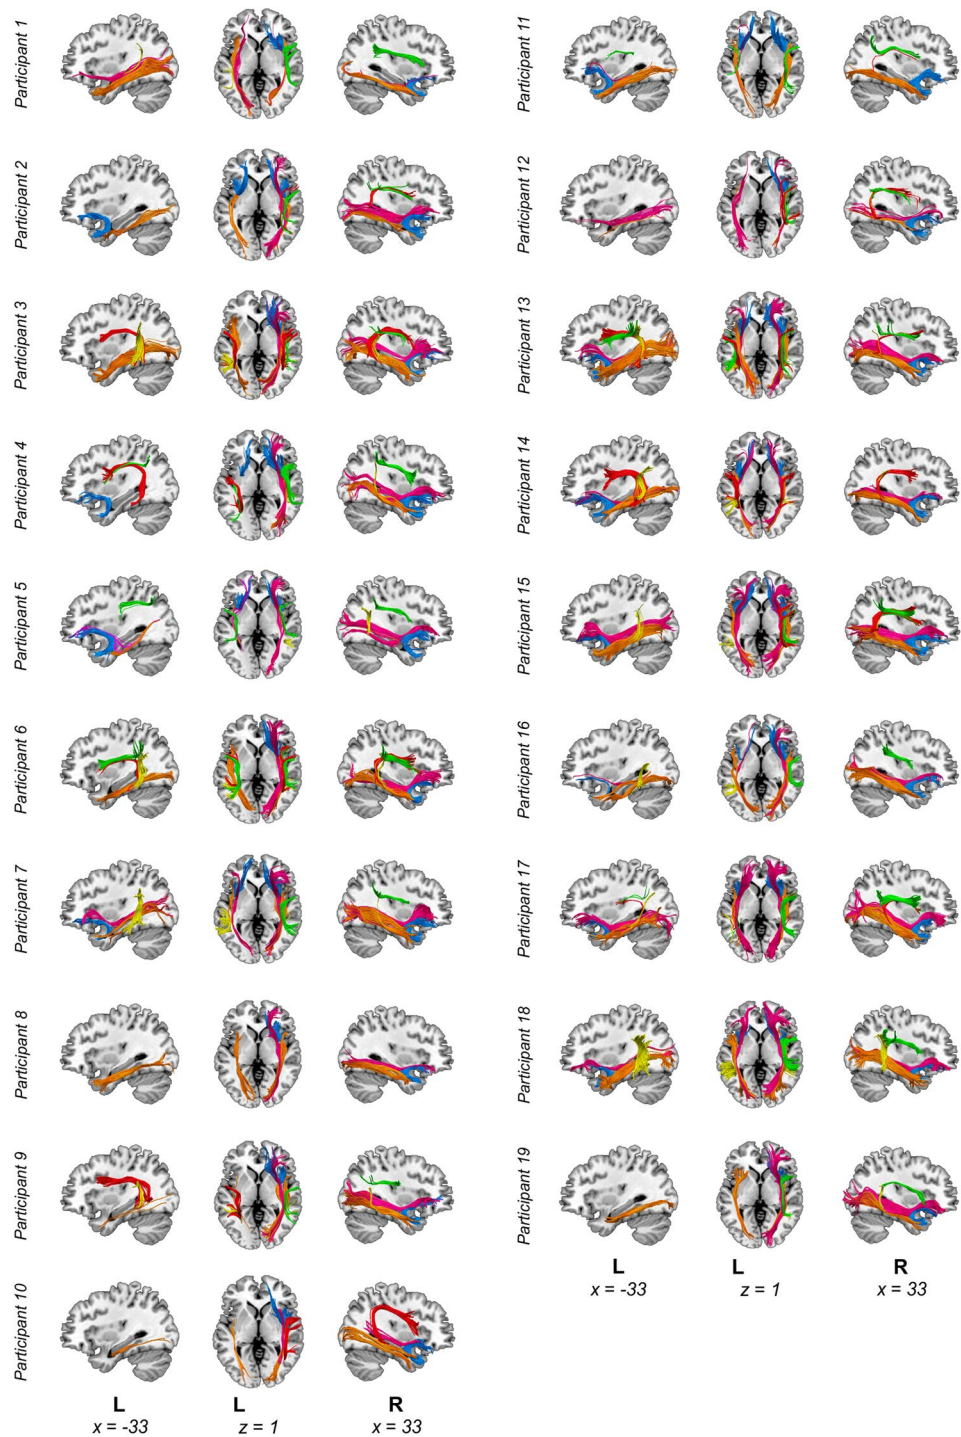 Participant 1
Participant 2
Participant 3
Participant 4
Participant 5
Participant 6
Participant 7
Participant 8
Participant 9
Participant 10
L
x = -33
L
z = 1
R
x = 33
Participant 11
Participant 12
Participant 13
Participant 14
Participant 15
Participant 16
Participant 17
Participant 18
Participant 19
L
x = -33
L
z = 1
R
x = 33